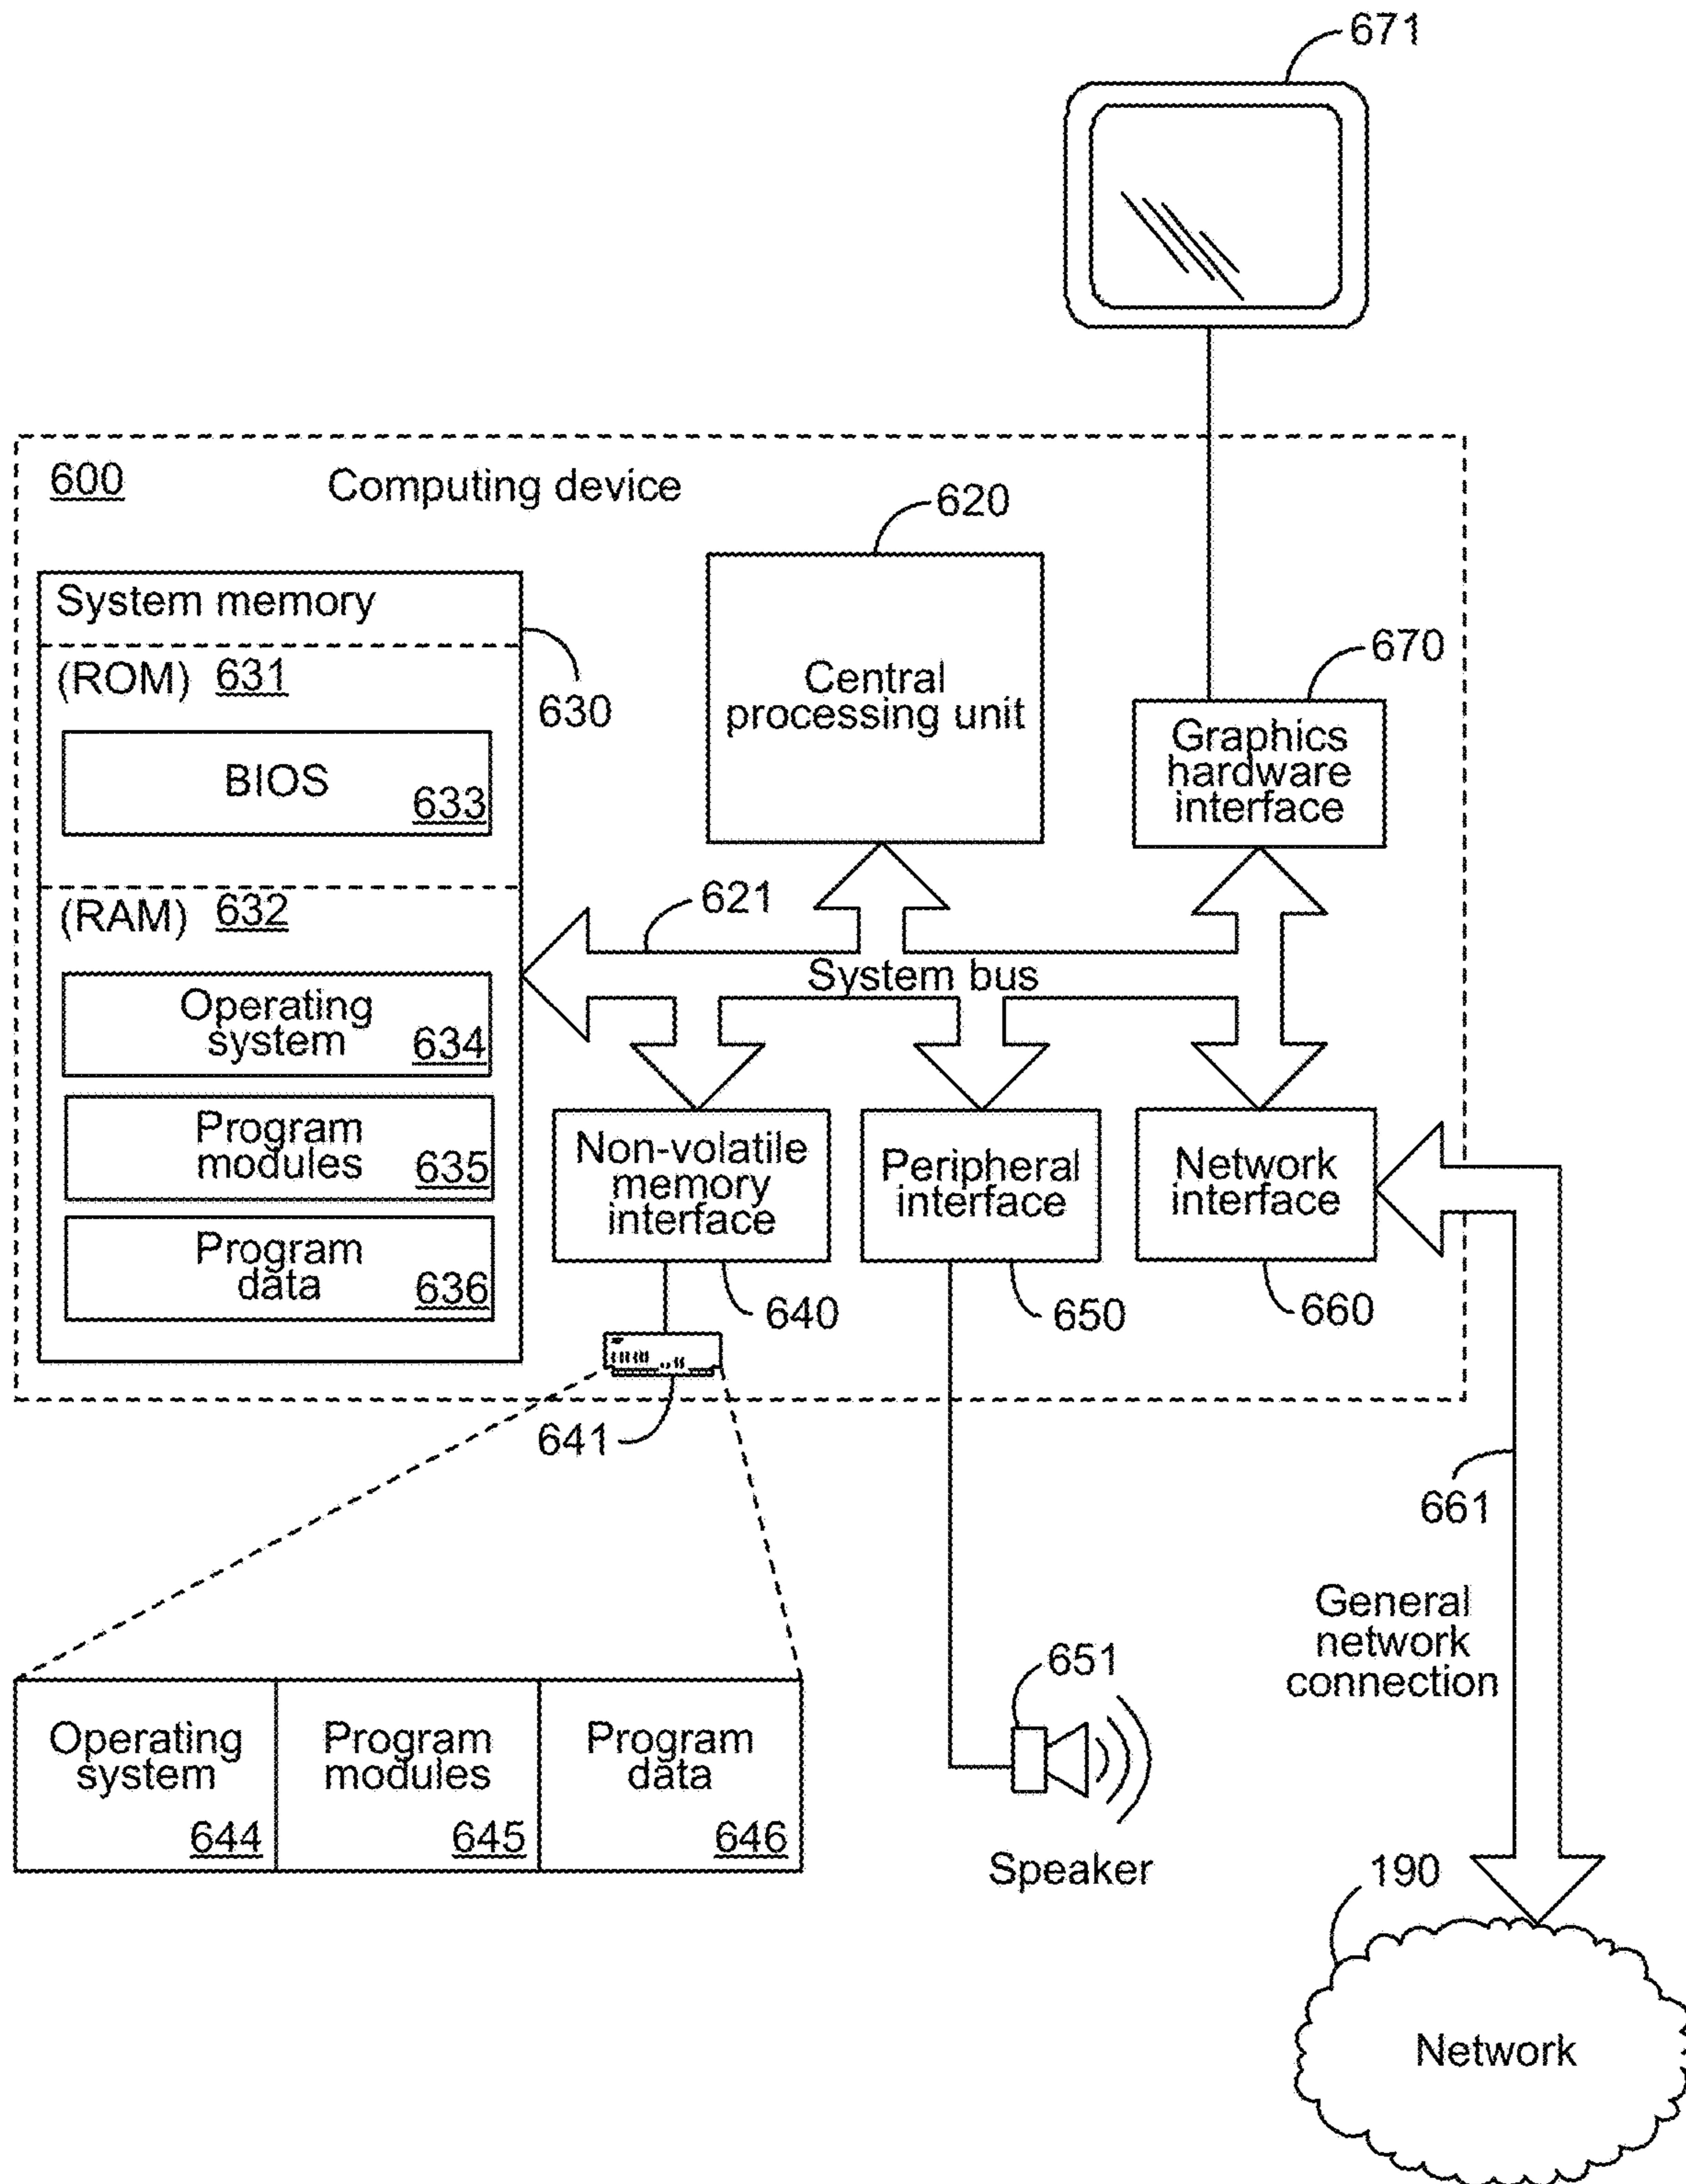 671
600
Computing device
620
System memory
(ROM) 631
630
BIOS
633
Central
processing unit
670
Graphics
hardware
interface
(RAM) 632
621
System bus
Operating
system
634
Program
modules
635
Program
data
636
Non-volatile
memory
interface
640
Peripheral
interface
650
Network
interface
660
641
661
General
network
connection
Operating
system
644
Program
modules
645
Program
data
646
651
Speaker
190
Network